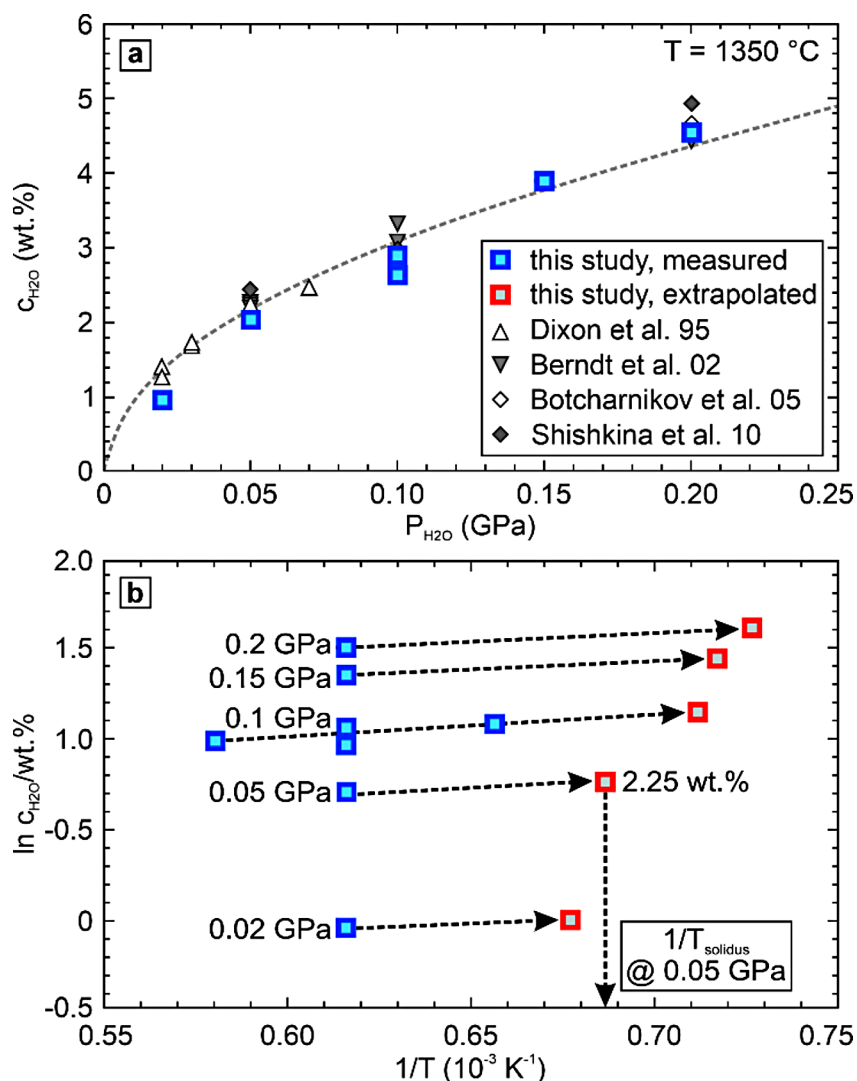 6
a
T = 1350 °C
5
4
3
2
1
0
cH2O (wt.%)
this study, measured
this study, extrapolated
Dixon et al. 95
Berndt et al. 02
Botcharnikov et al. 05
Shishkina et al. 10
0 0.05 0.10 0.15 0.20 0.25
PH2O (GPa)
2.0
b
1.5
1.0
-0.5
0
-0.5
ln cH2O/wt.%
0.2 GPa
0.15 GPa
0.1 GPa
0.05 GPa
2.25 wt.%
0.02 GPa
1/Tsolidus
@ 0.05 GPa
0.55 0.60 0.65 0.70 0.75
1/T (10-3 K-1)